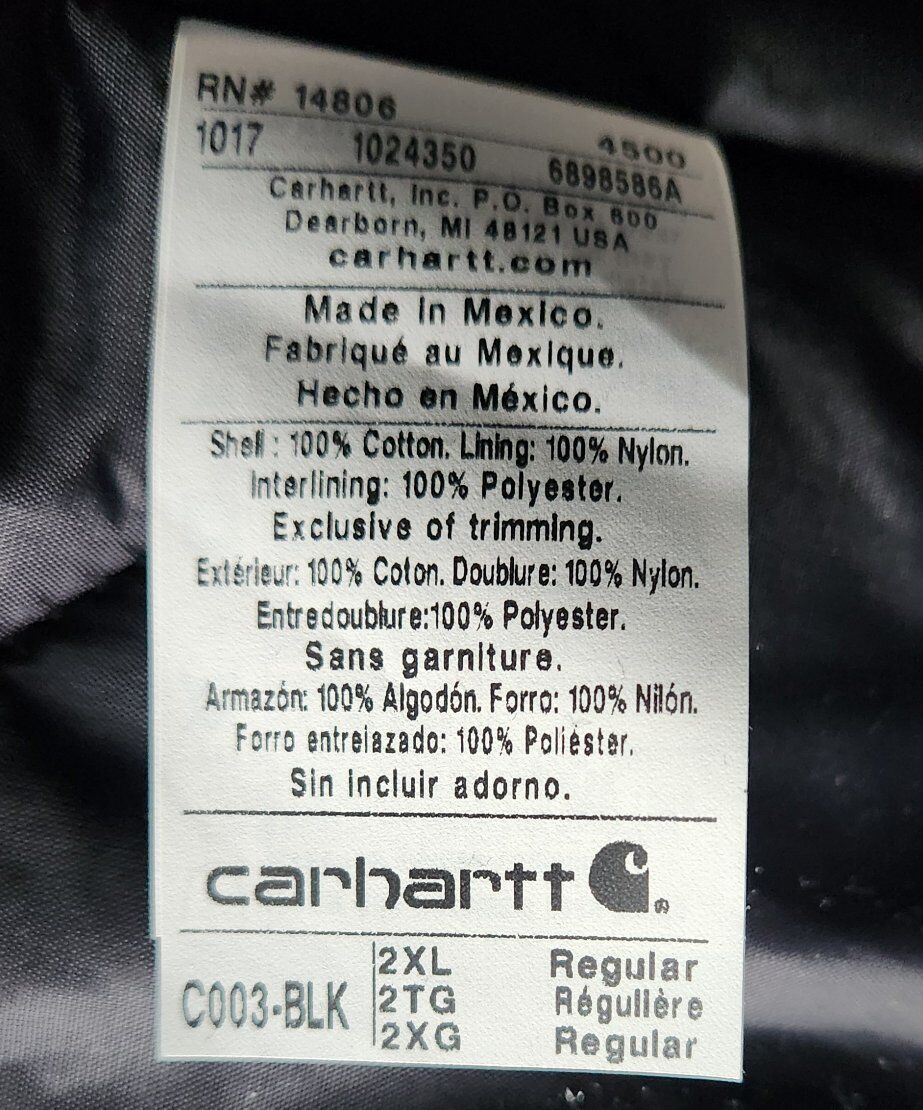 RN# 14806 4500
1017 1024350 6898586A
Carhartt, Inc. P.O. Box 600
Dearborn, MI 48121 USA
carhartt.com
Made in Mexico.
Fabriqué au Mexique.
Hecho en México.
Shell : 100% Cotton. Lining: 100% Nylon.
Interlining: 100% Polyester.
Exclusive of trimming.
Extérieur: 100% Coton. Doublure: 100% Nylon.
Entredoublure:100% Polyester.
Sans garniture.
Armazón: 100% Algodón. Forro: 100% Nilón.
Forro entrelazado: 100% Poliéster.
Sin incluir adorno.
carhartt ®
C003-BLK 2XL Regular
2TG Régulière
2XG Regular